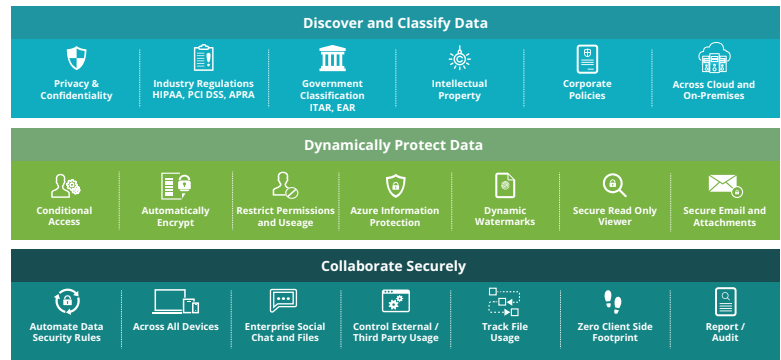 Discover and Classify Data
Privacy &
Confidentiality
Industry Regulations
HIPAA, PCI DSS, APRA
Government
Classification
ITAR, EAR
Intellectual
Property
Corporate
Policies
Across Cloud and
On-Premises
Dynamically Protect Data
Conditional
Access
Automatically
Encrypt
Restrict Permissions
and Useage
Azure Information
Protection
Dynamic
Watermarks
Secure Read Only
Viewer
Secure Email and
Attachments
Collaborate Securely
Automate Data
Security Rules
Across All Devices
Enterprise Social
Chat and Files
Control External /
Third Party Usage
Track File
Usage
Zero Client Side
Footprint
Report /
Audit